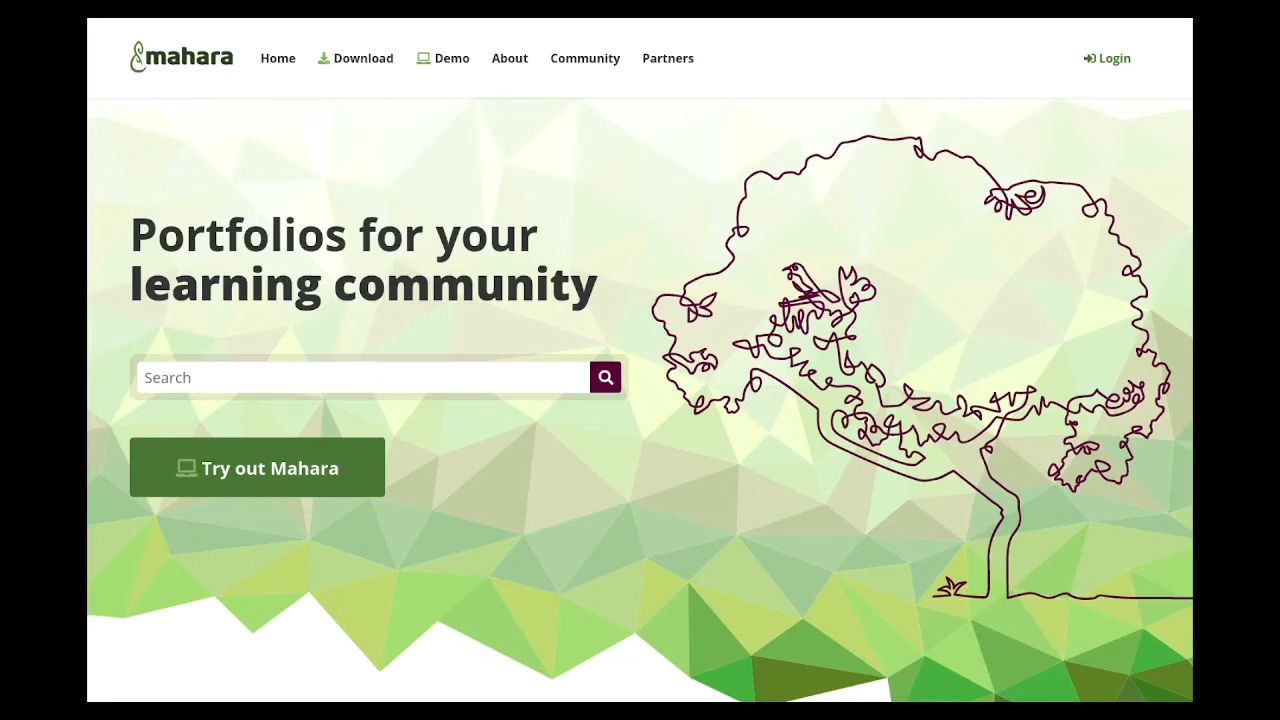 mahara Home Download Demo About Community Partners Login
Portfolios for your
learning community
Search
Try out Mahara